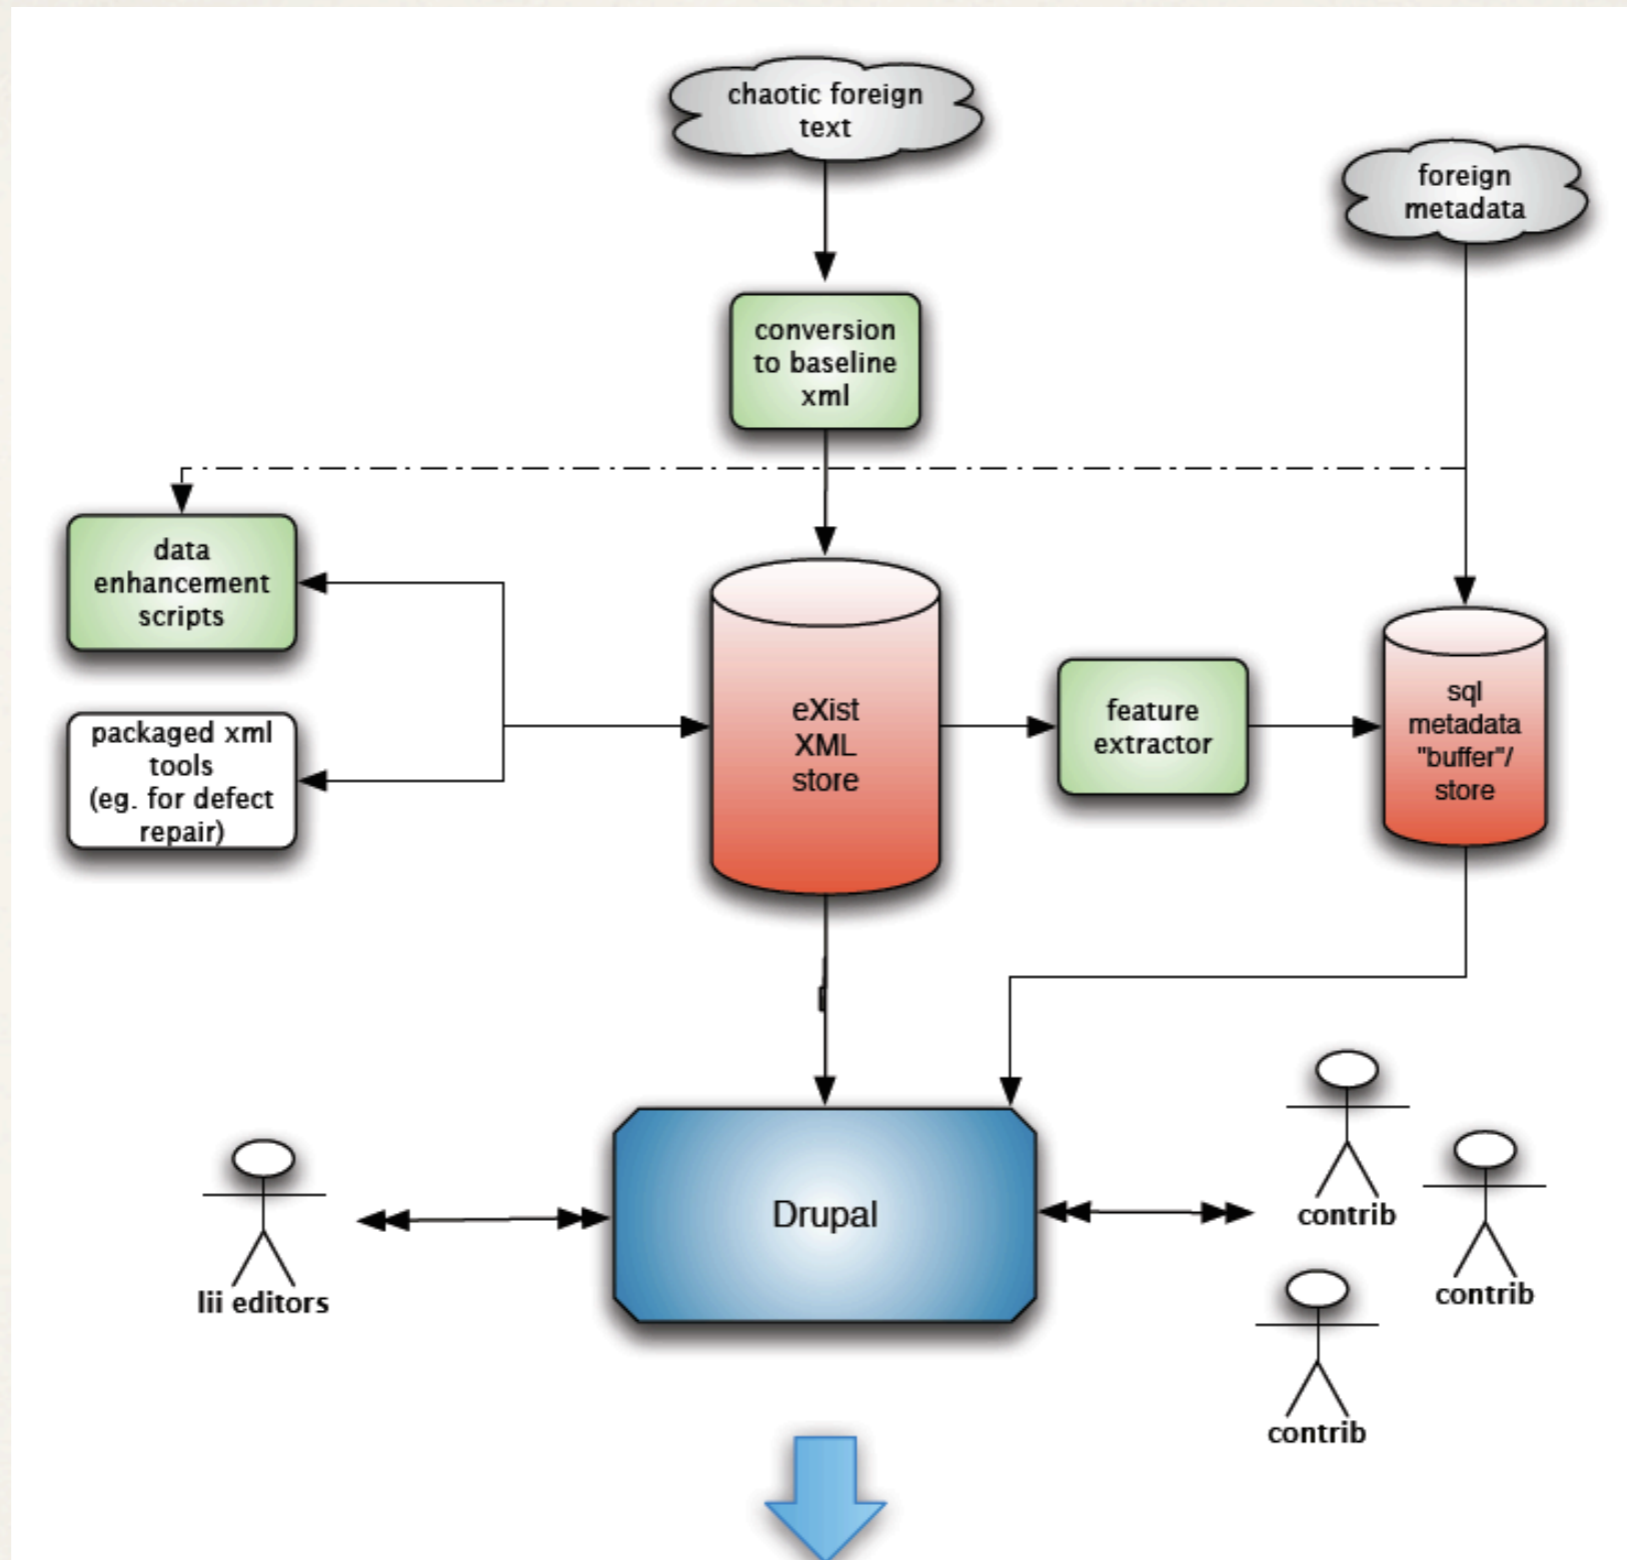 chaotic foreign
text
foreign
metadata
conversion
to baseline
xml
data
enhancement
scripts
packaged xml
tools
(eg. for defect
repair)
eXist
XML
store
feature
extractor
sql
metadata
"buffer"/
store
Drupal
lii editors
contrib
contrib
contrib